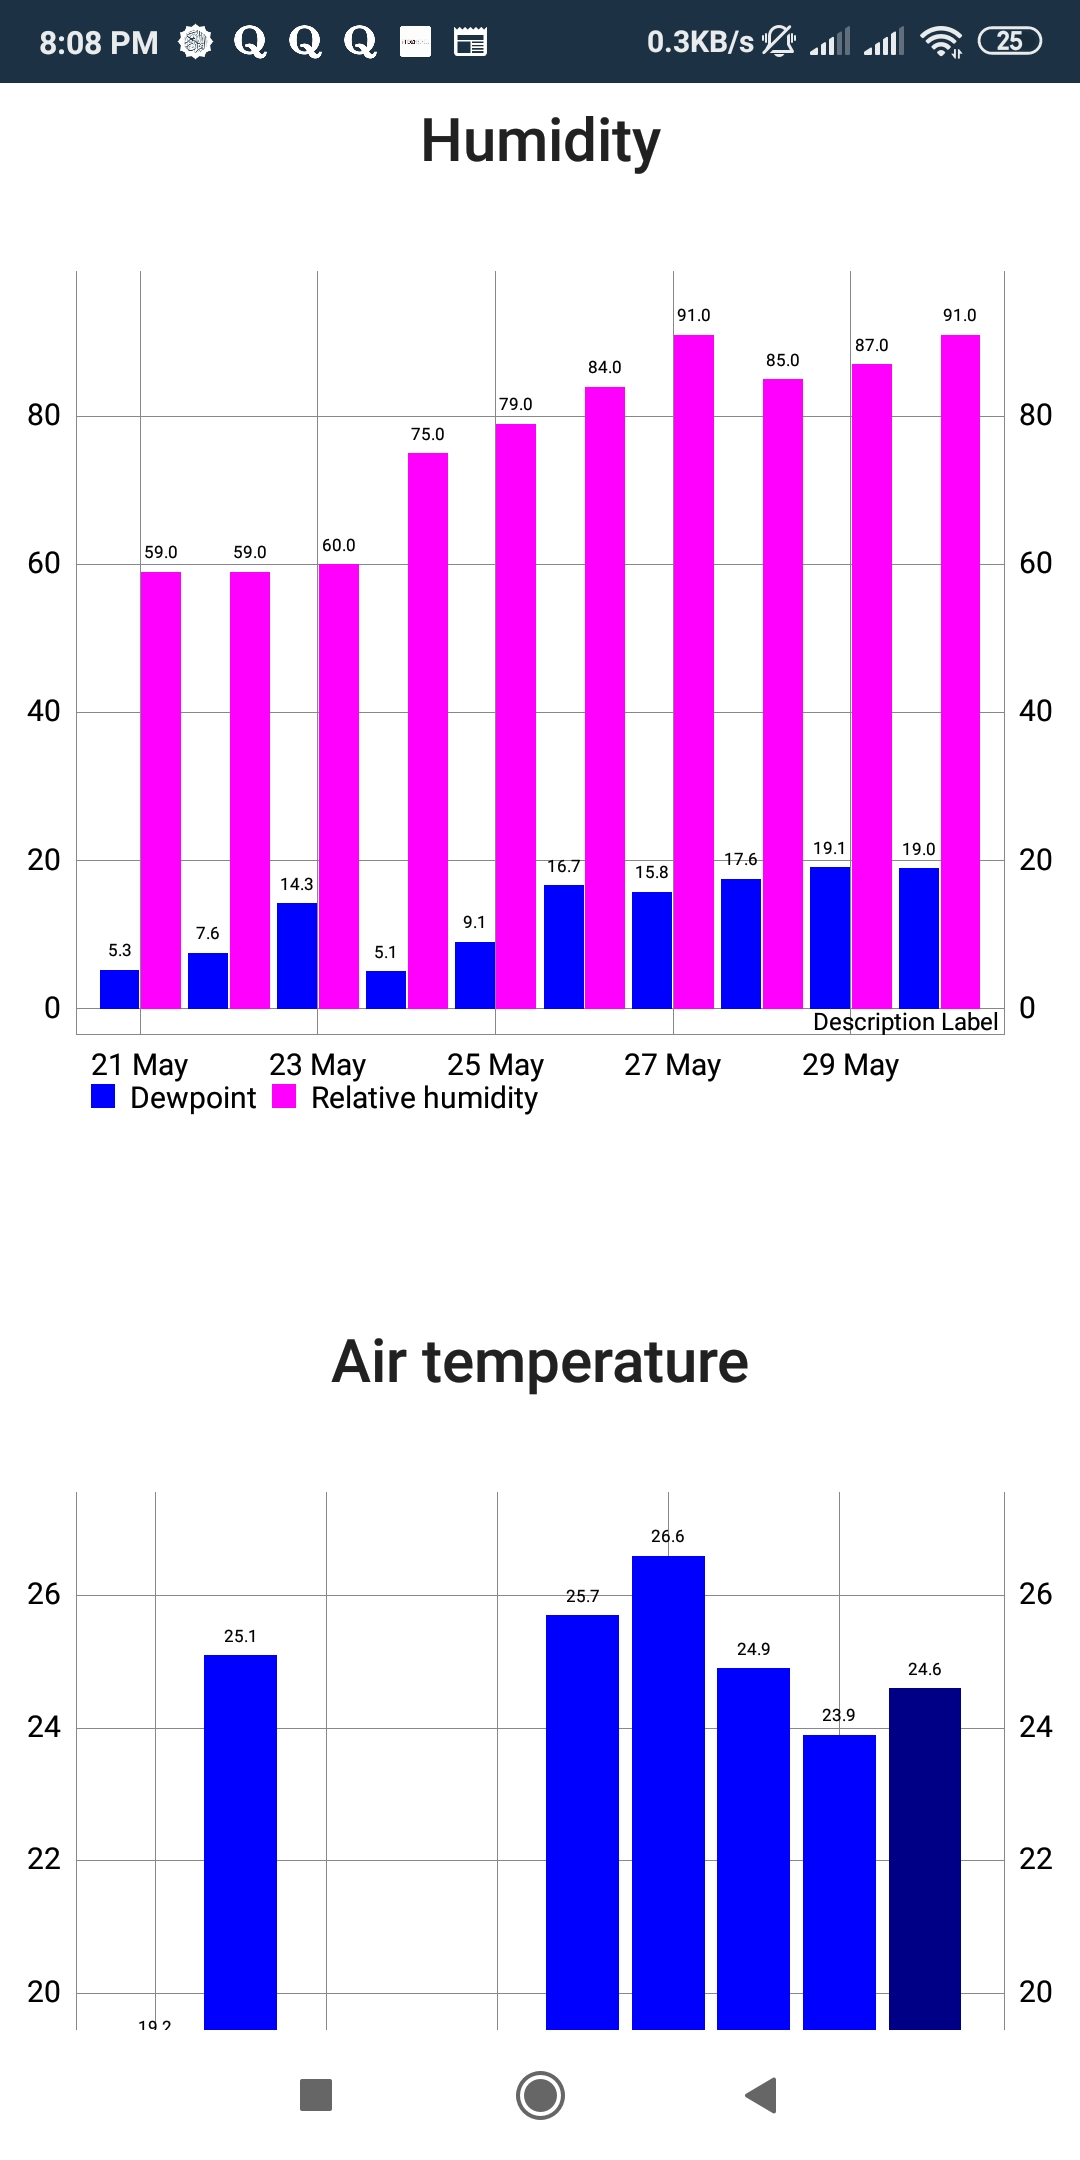 8:08 PM 0.3KB/s 25
Humidity
91.0 91.0
87.0
85.0
84.0
80 80
79.0
75.0
60 59.0 59.0 60.0 60
40 40
20 20
19.1 19.0
17.6
16.7
15.8
14.3
9.1
7.6
5.3 5.1
0 0
Description Label
21 May 23 May 25 May 27 May 29 May
Dewpoint Relative humidity
Air temperature
26.6
26 25.7 26
25.1
24.9
24.6
24 23.9 24
22 22
20 20
19.2